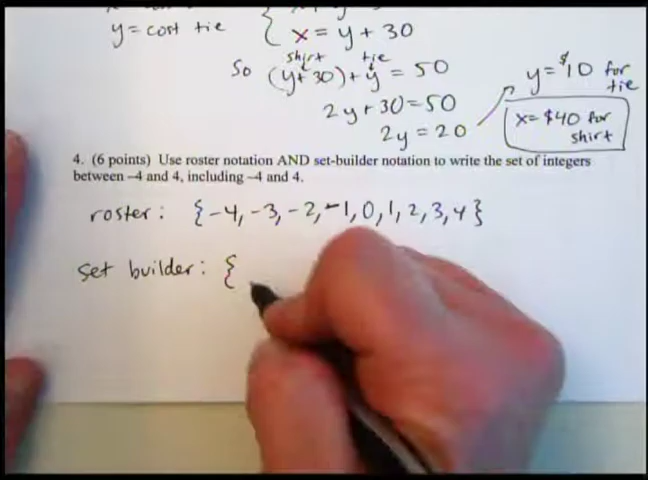 y = cost tie
x = y + 30
shirt tie
So (y+30) + y = 50
2y + 30 = 50
2y = 20
y = $10 for tie
x = $40 for shirt
4. (6 points) Use roster notation AND set-builder notation to write the set of integers
between –4 and 4, including –4 and 4.
roster: {-4, -3, -2, -1, 0, 1, 2, 3, 4}
set builder: {